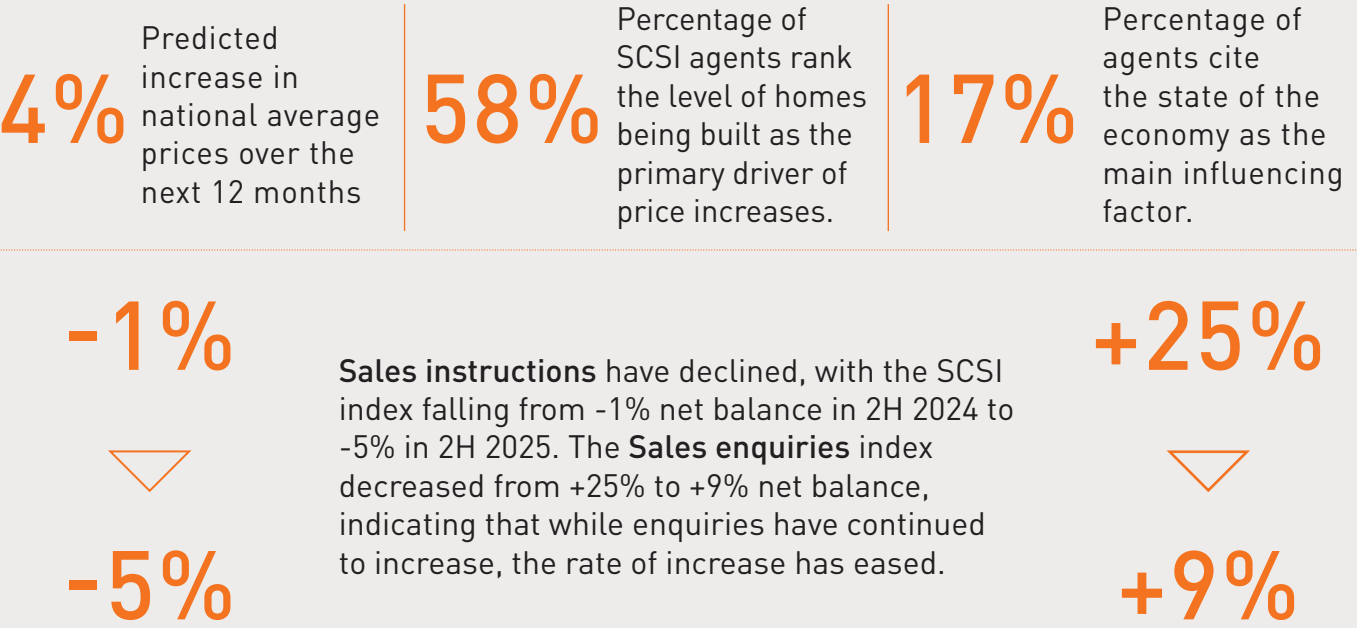 4%
Predicted
increase in
national average
prices over the
next 12 months
58%
Percentage of
SCSI agents rank
the level of homes
being built as the
primary driver of
price increases.
17%
Percentage of
agents cite
the state of the
economy as the
main influencing
factor.
-1%
-5%
Sales instructions have declined, with the SCSI
index falling from -1% net balance in 2H 2024 to
-5% in 2H 2025. The Sales enquiries index
decreased from +25% to +9% net balance,
indicating that while enquiries have continued
to increase, the rate of increase has eased.
+25%
+9%